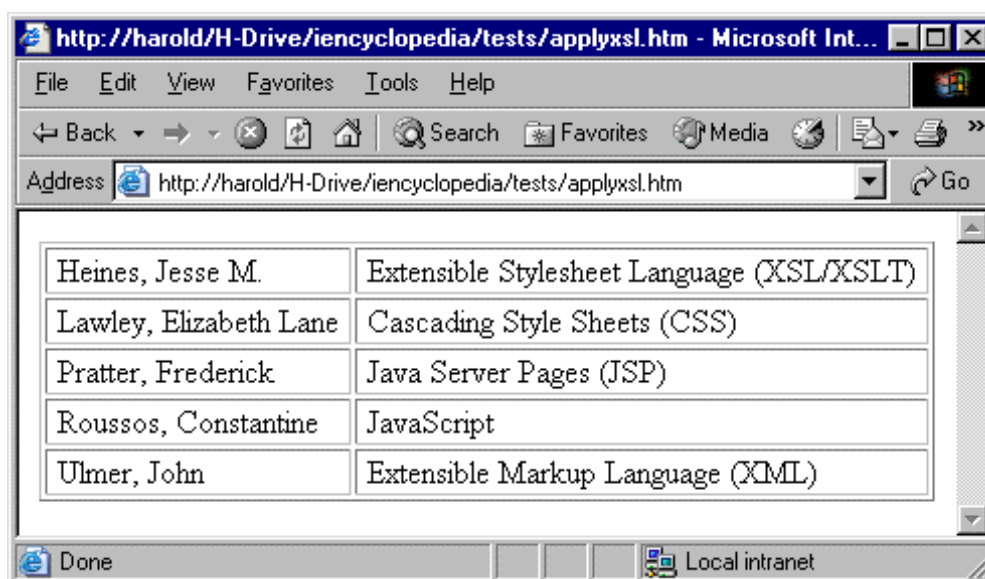 http://harold/H-Drive/iencyclopedia/tests/applyxsl.htm - Microsoft Int...
File Edit View Favorites Tools Help
Back Search Favorites Media »
Address http://harold/H-Drive/iencyclopedia/tests/applyxsl.htm Go
Heines, Jesse M. Extensible Stylesheet Language (XSL/XSLT)
Lawley, Elizabeth Lane Cascading Style Sheets (CSS)
Pratter, Frederick Java Server Pages (JSP)
Roussos, Constantine JavaScript
Ulmer, John Extensible Markup Language (XML)
Done Local intranet